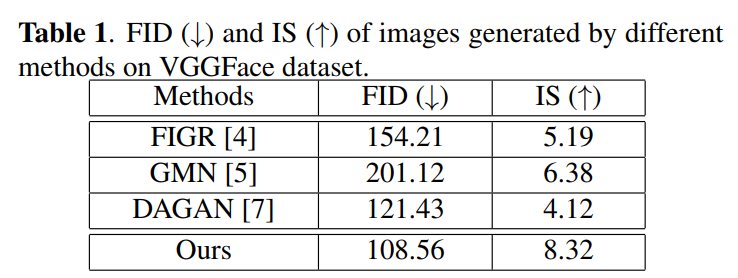 Table 1. FID (↓) and IS (↑) of images generated by different
methods on VGGFace dataset.
Methods FID (↓) IS (↑)
FIGR [4] 154.21 5.19
GMN [5] 201.12 6.38
DAGAN [7] 121.43 4.12
Ours 108.56 8.32